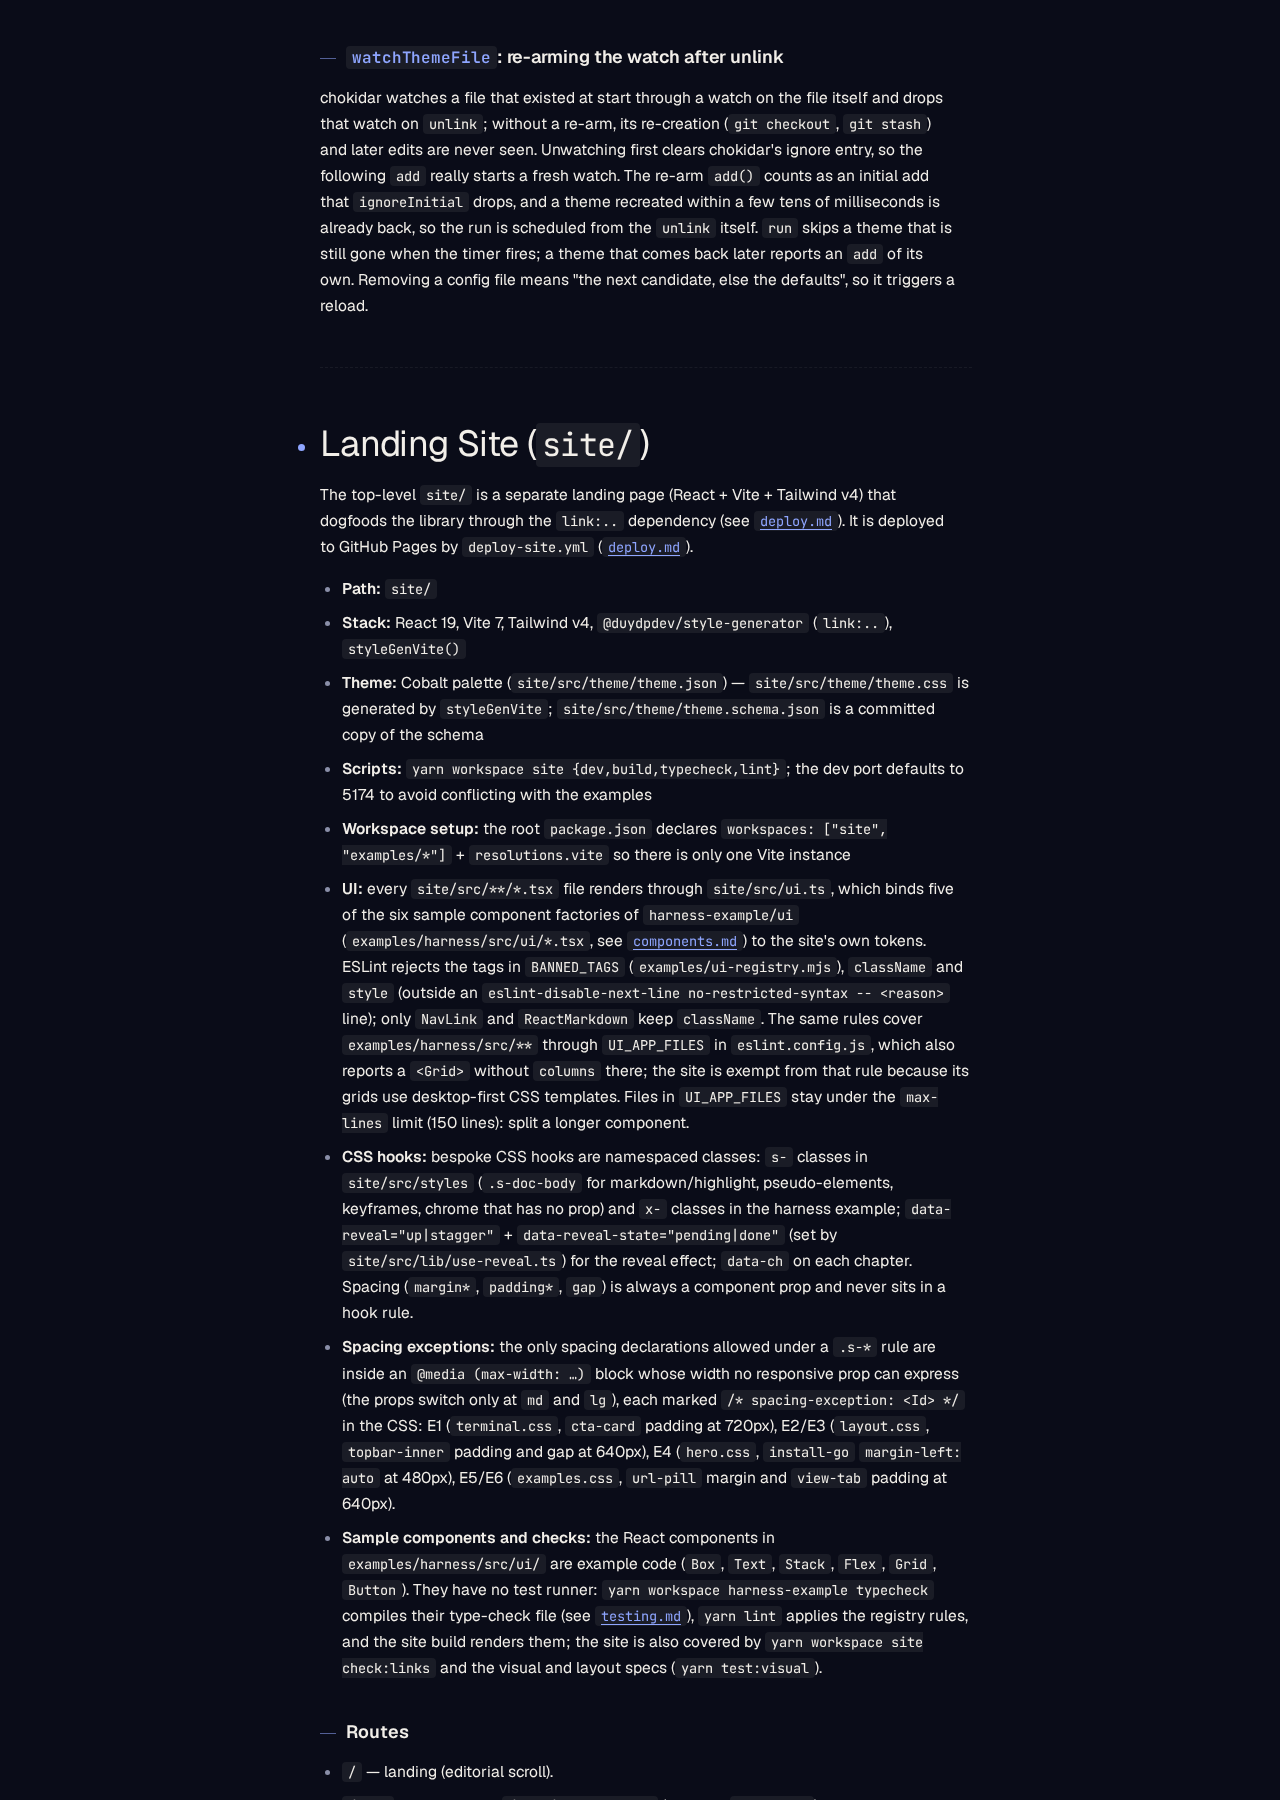 — watchThemeFile: re-arming the watch after unlink
chokidar watches a file that existed at start through a watch on the file itself and drops
that watch on unlink; without a re-arm, its re-creation (git checkout, git stash)
and later edits are never seen. Unwatching first clears chokidar's ignore entry, so the
following add really starts a fresh watch. The re-arm add() counts as an initial add
that ignoreInitial drops, and a theme recreated within a few tens of milliseconds is
already back, so the run is scheduled from the unlink itself. run skips a theme that is
still gone when the timer fires; a theme that comes back later reports an add of its
own. Removing a config file means "the next candidate, else the defaults", so it triggers a
reload.
Landing Site (site/)
The top-level site/ is a separate landing page (React + Vite + Tailwind v4) that
dogfoods the library through the link:.. dependency (see deploy.md). It is deployed
to GitHub Pages by deploy-site.yml (deploy.md).
Path: site/
Stack: React 19, Vite 7, Tailwind v4, @duydpdev/style-generator (link:..),
styleGenVite()
Theme: Cobalt palette (site/src/theme/theme.json) — site/src/theme/theme.css is
generated by styleGenVite; site/src/theme/theme.schema.json is a committed
copy of the schema
Scripts: yarn workspace site {dev,build,typecheck,lint}; the dev port defaults to
5174 to avoid conflicting with the examples
Workspace setup: the root package.json declares workspaces: ["site",
"examples/*"] + resolutions.vite so there is only one Vite instance
UI: every site/src/**/*.tsx file renders through site/src/ui.ts, which binds five
of the six sample component factories of harness-example/ui
(examples/harness/src/ui/*.tsx, see components.md) to the site's own tokens.
ESLint rejects the tags in BANNED_TAGS (examples/ui-registry.mjs), className and
style (outside an eslint-disable-next-line no-restricted-syntax -- <reason>
line); only NavLink and ReactMarkdown keep className. The same rules cover
examples/harness/src/** through UI_APP_FILES in eslint.config.js, which also
reports a <Grid> without columns there; the site is exempt from that rule because its
grids use desktop-first CSS templates. Files in UI_APP_FILES stay under the max-
lines limit (150 lines): split a longer component.
CSS hooks: bespoke CSS hooks are namespaced classes: s- classes in
site/src/styles (.s-doc-body for markdown/highlight, pseudo-elements,
keyframes, chrome that has no prop) and x- classes in the harness example; data-
reveal="up|stagger" + data-reveal-state="pending|done" (set by
site/src/lib/use-reveal.ts) for the reveal effect; data-ch on each chapter.
Spacing (margin*, padding*, gap) is always a component prop and never sits in a
hook rule.
Spacing exceptions: the only spacing declarations allowed under a .s-* rule are
inside an @media (max-width: …) block whose width no responsive prop can express
(the props switch only at md and lg), each marked /* spacing-exception: <Id> */
in the CSS: E1 (terminal.css, cta-card padding at 720px), E2/E3 (layout.css,
topbar-inner padding and gap at 640px), E4 (hero.css, install-go margin-left:
auto at 480px), E5/E6 (examples.css, url-pill margin and view-tab padding at
640px).
Sample components and checks: the React components in
examples/harness/src/ui/ are example code (Box, Text, Stack, Flex, Grid,
Button). They have no test runner: yarn workspace harness-example typecheck
compiles their type-check file (see testing.md), yarn lint applies the registry rules,
and the site build renders them; the site is also covered by yarn workspace site
check:links and the visual and layout specs (yarn test:visual).
— Routes
/ — landing (editorial scroll).